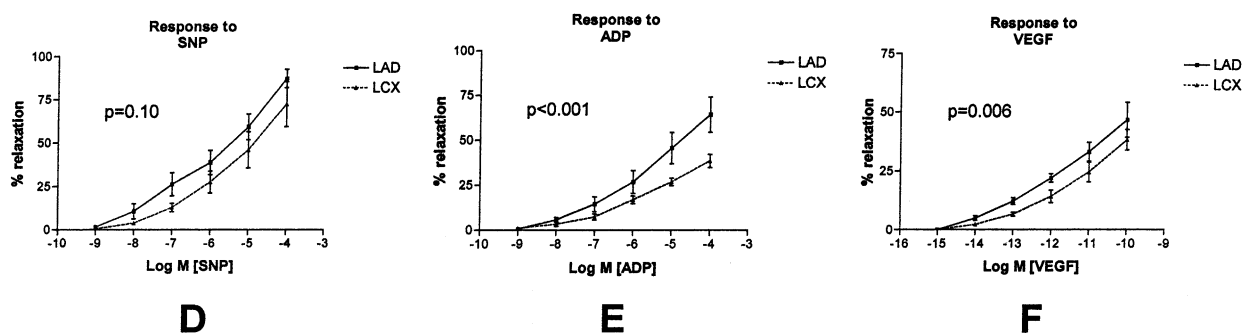 Response to
SNP
100
75
50
25
0
% relaxation
p=0.10
LAD
LCX
-10 -9 -8 -7 -6 -5 -4 -3
Log M [SNP]
D
Response to
ADP
100
75
50
25
0
% relaxation
p<0.001
LAD
LCX
-10 -9 -8 -7 -6 -5 -4 -3
Log M [ADP]
E
Response to
VEGF
75
50
25
0
% relaxation
p=0.006
LAD
LCX
-16 -15 -14 -13 -12 -11 -10 -9
Log M [VEGF]
F